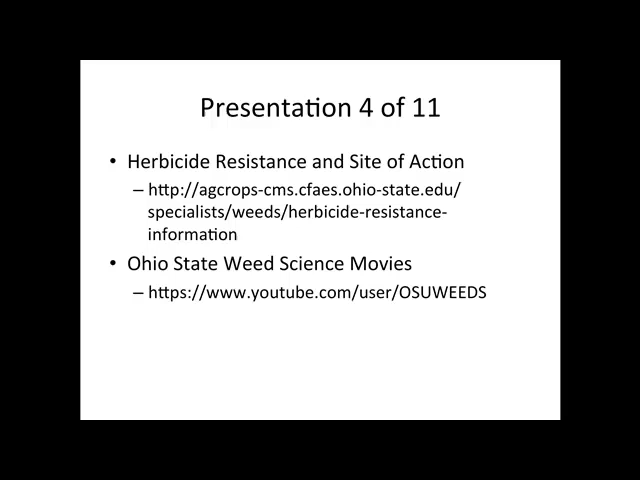 Presentation 4 of 11
• Herbicide Resistance and Site of Action
– http://agcrops-cms.cfaes.ohio-state.edu/
specialists/weeds/herbicide-resistance-
information
• Ohio State Weed Science Movies
– https://www.youtube.com/user/OSUWEEDS